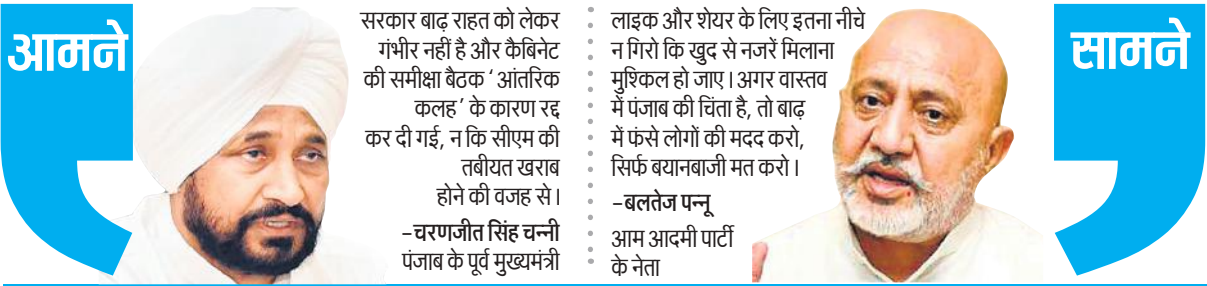 आमने
सरकार बाढ़ राहत को लेकर
गंभीर नहीं है और कैबिनेट
की समीक्षा बैठक ‘ आंतरिक
कलह’ के कारण रद्द
कर दी गई, न कि सीएम की
तबीयत खराब
होने की वजह से।
–चरणजीत सिंह चन्नी
पंजाब के पूर्व मुख्यमंत्री
लाइक और शेयर के लिए इतना नीचे
न गिरो कि खुद से नजरें मिलाना
मुश्किल हो जाए। अगर वास्तव
में पंजाब की चिंता है, तो बाढ़
में फंसे लोगों की मदद करो,
सिर्फ बयानबाजी मत करो।
–बलतेज पन्नू
आम आदमी पार्टी
के नेता
सामने